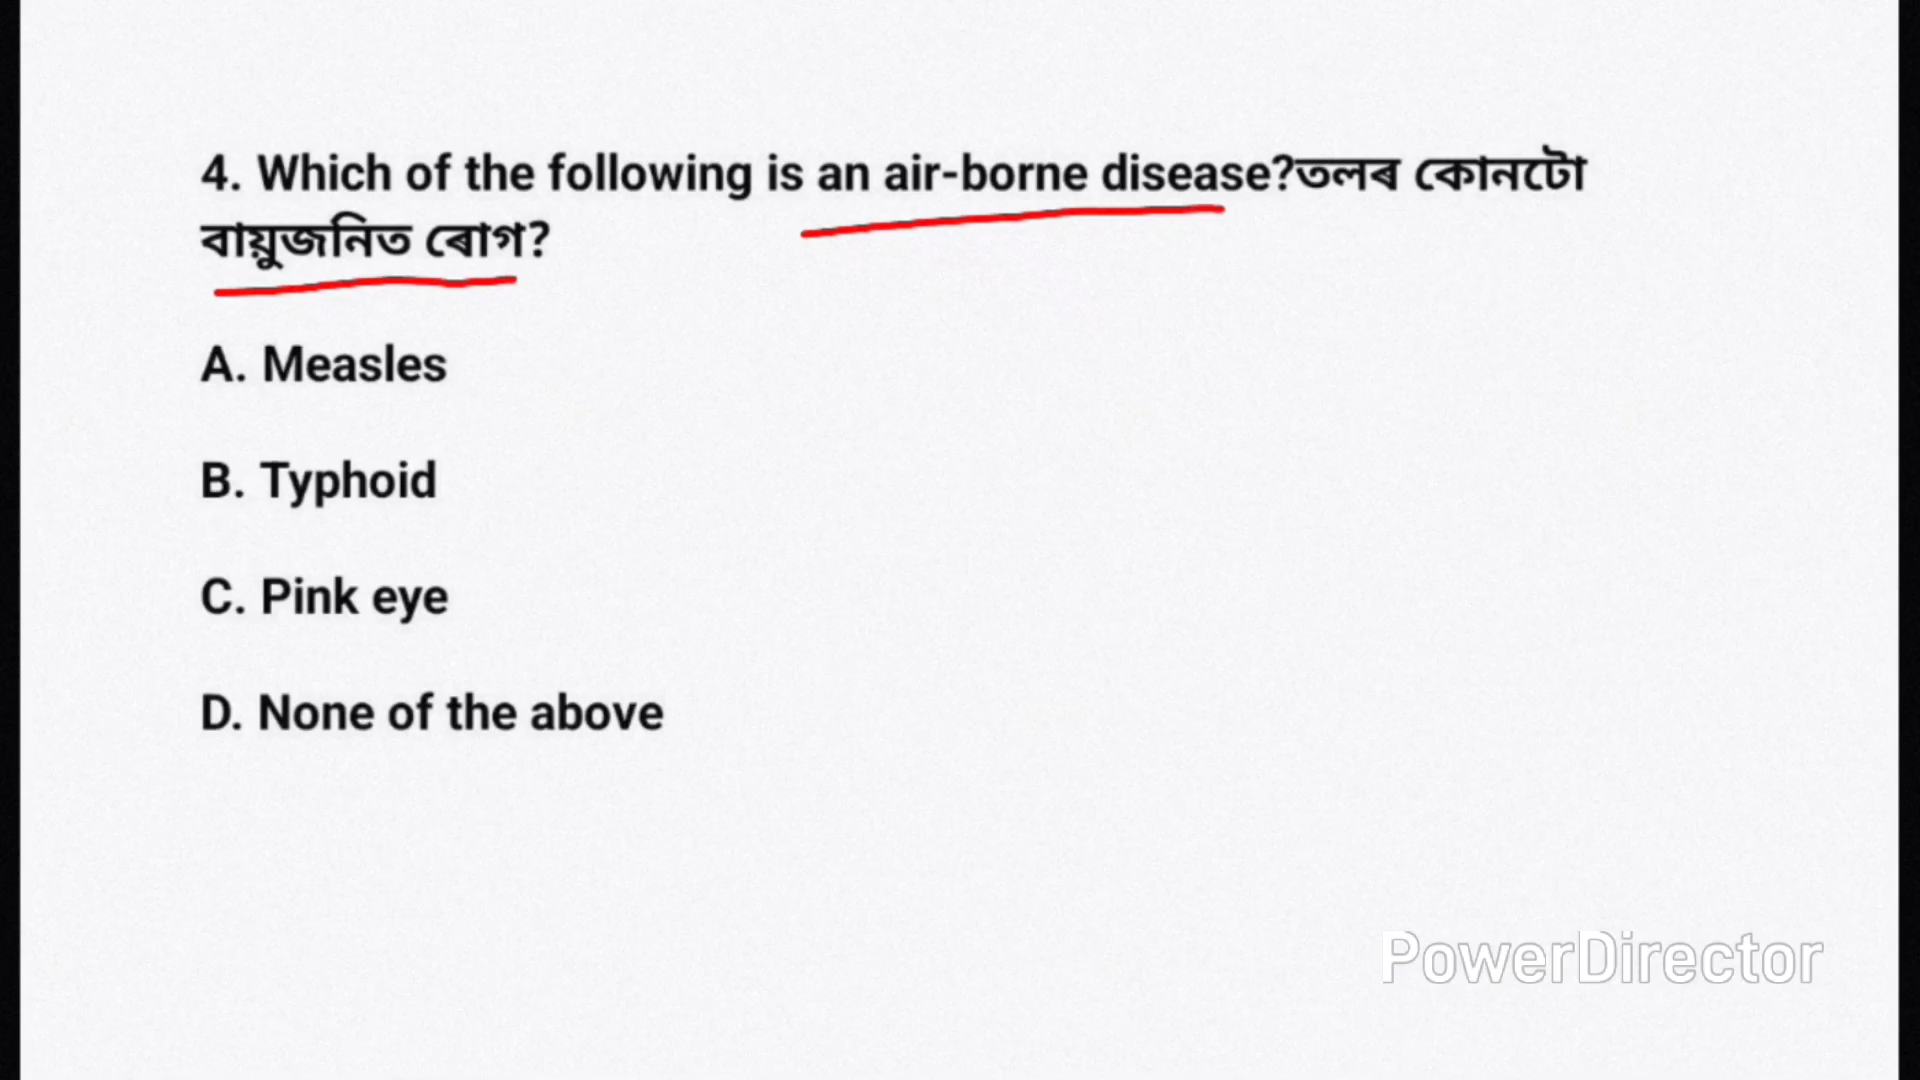 4. Which of the following is an air-borne disease?তলৰ কোনটো
বায়ুজনিত ৰোগ?
A. Measles
B. Typhoid
C. Pink eye
D. None of the above
PowerDirector